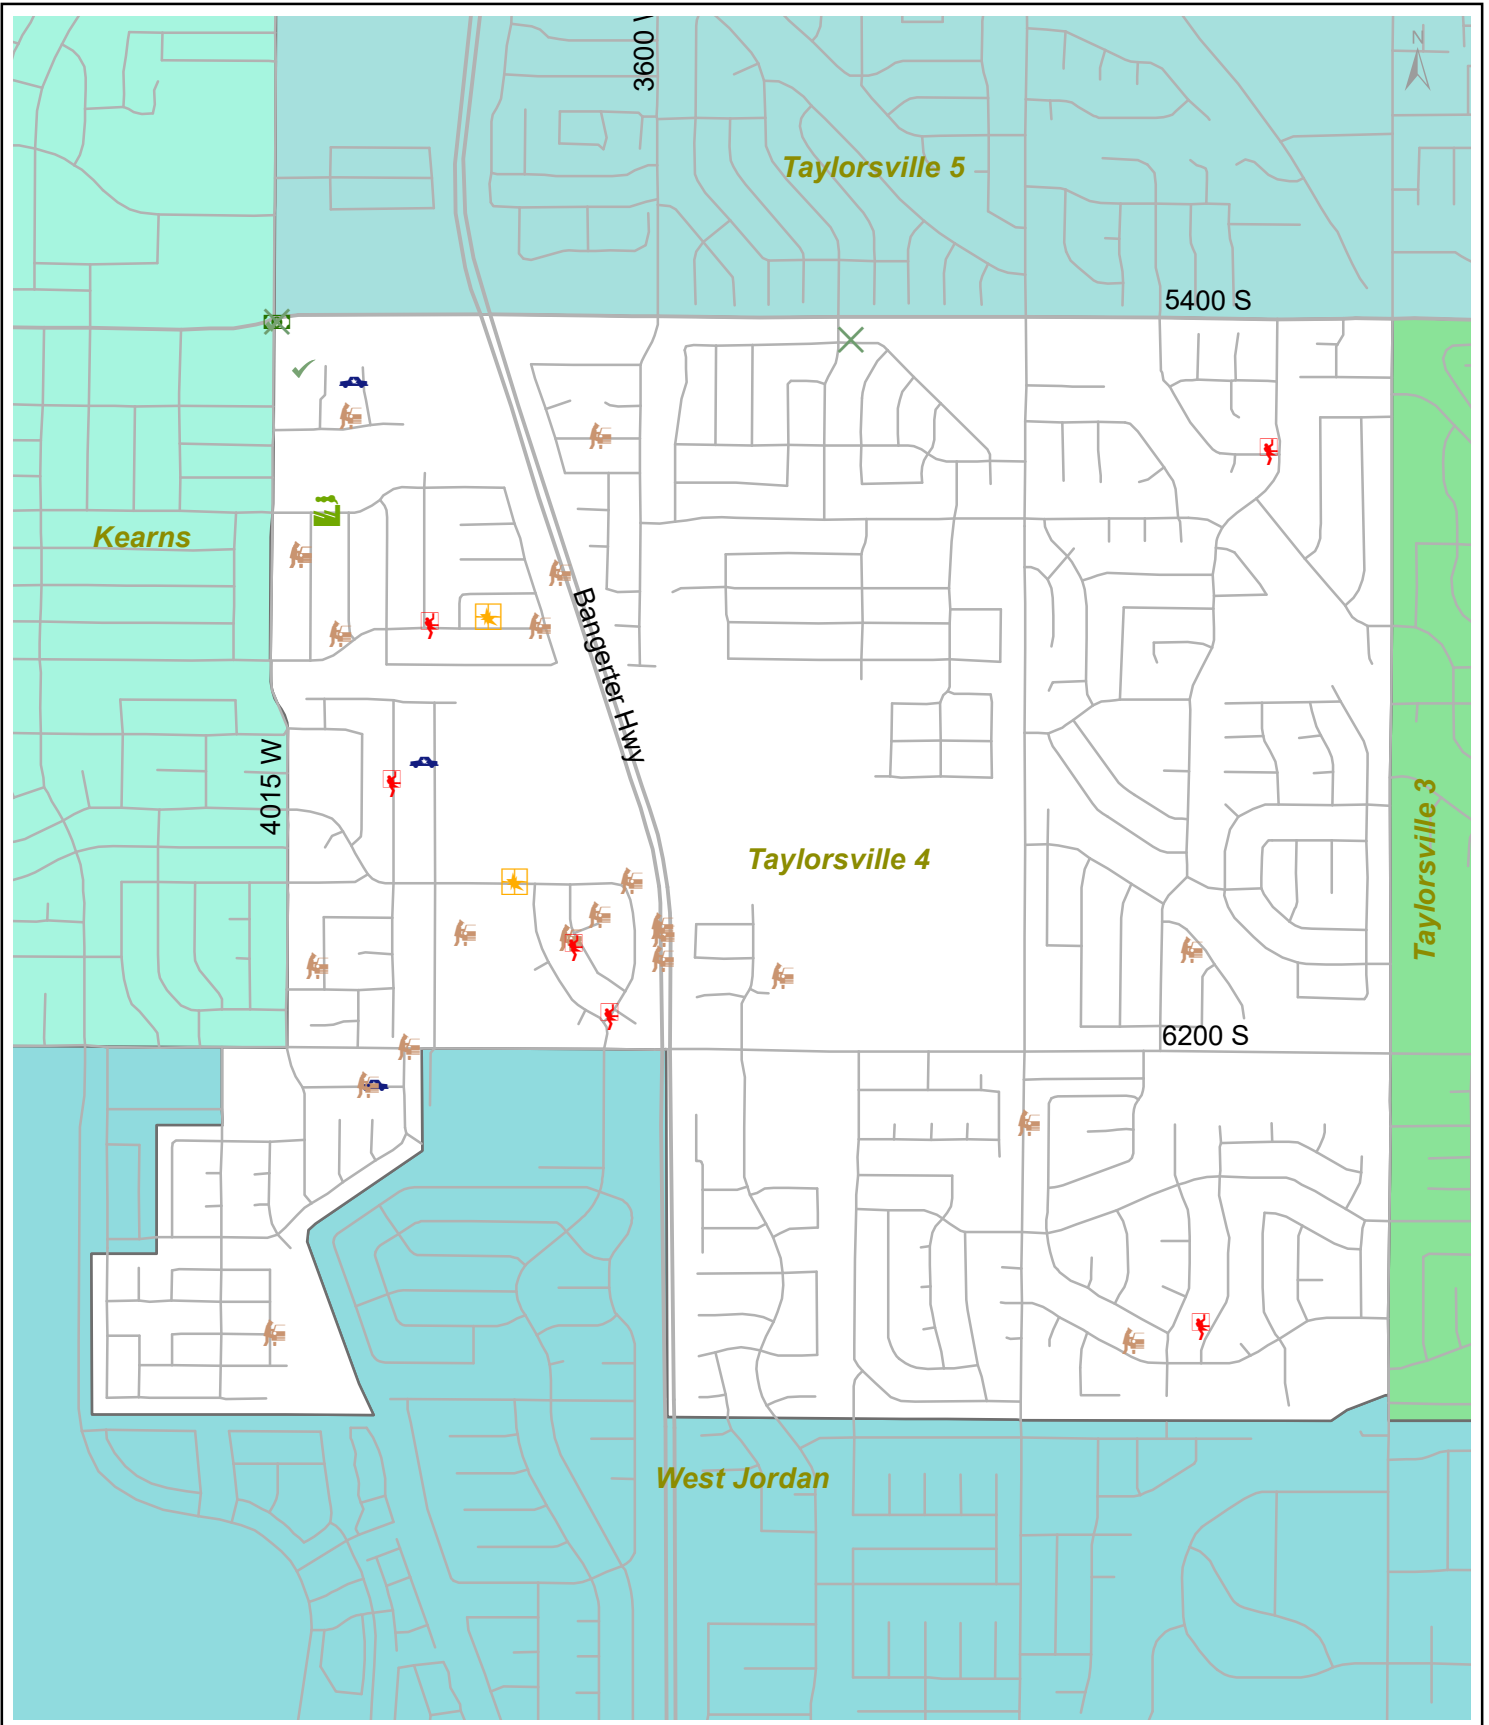 3600 W
N
Taylorsville 5
5400 S
Kearns
Bangerter Hwy
4015 W
Taylorsville 4
Taylorsville 3
6200 S
West Jordan